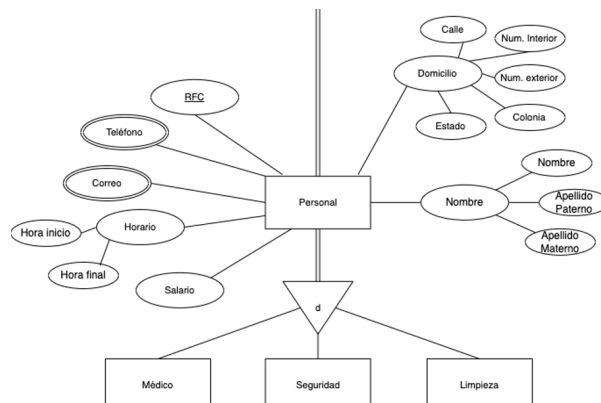 Calle
Num. Interior
Domicilio
Num. exterior
RFC
Colonia
Estado
Teléfono
Correo
Nombre
Personal
Nombre
Apellido
Paterno
Horario
Hora inicio
Apellido
Materno
Hora final
Salario
d
Médico
Seguridad
Limpieza